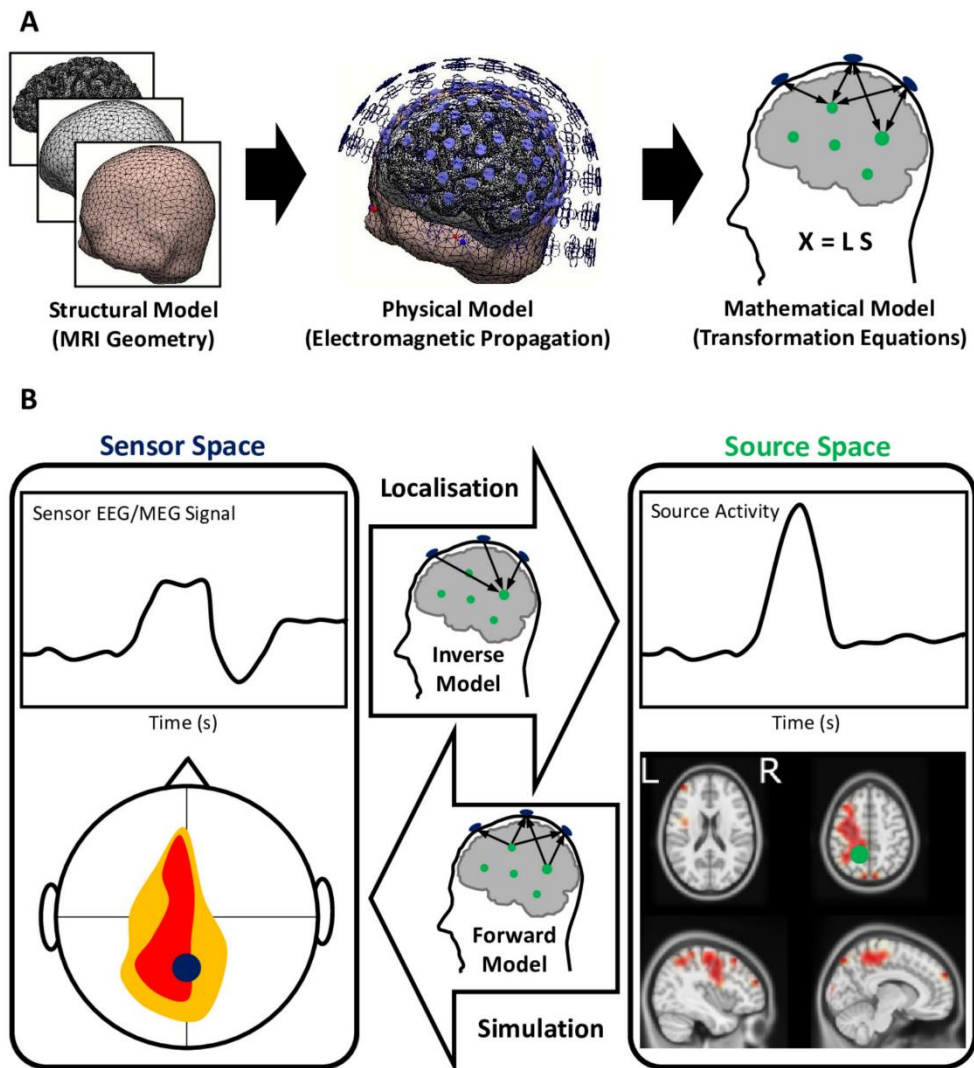 A
X = L S
Structural Model
(MRI Geometry)
Physical Model
(Electromagnetic Propagation)
Mathematical Model
(Transformation Equations)
B
Sensor Space
Sensor EEG/MEG Signal
Time (s)
Localisation
Inverse
Model
Forward
Model
Simulation
Source Space
Source Activity
Time (s)
L
R